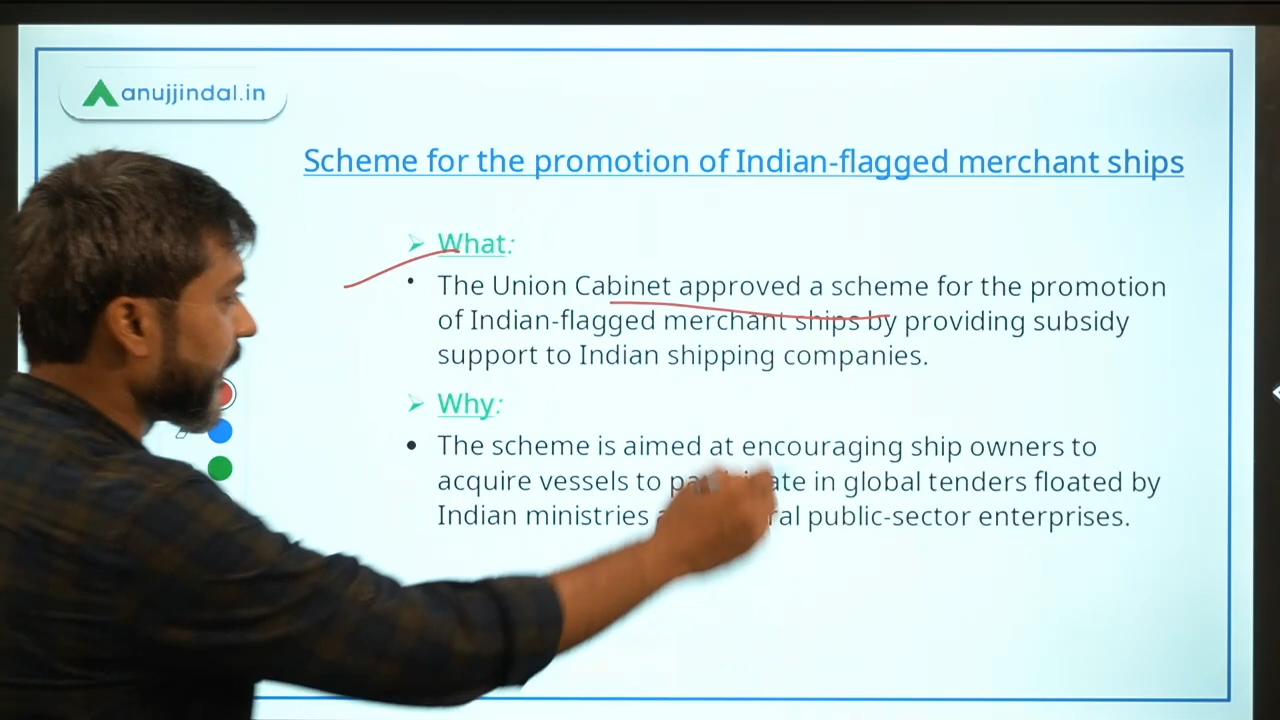 anujjindal.in
Scheme for the promotion of Indian-flagged merchant ships
What:
The Union Cabinet approved a scheme for the promotion
of Indian-flagged merchant ships by providing subsidy
support to Indian shipping companies.
Why:
The scheme is aimed at encouraging ship owners to
acquire vessels to in global tenders floated by
Indian ministries public-sector enterprises.